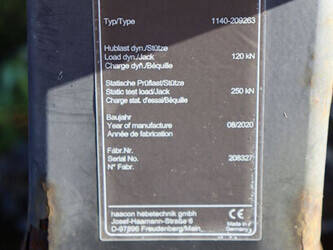 Typ/Type 1140-209263
Hublast dyn./Stütze
Load dyn./Jack 120 kN
Charge dyn./Béquille
Statische Prüflast/Stütze
Static test load/Jack 250 kN
Charge stat. d'essai/Béquille
Baujahr
Year of manufacture 08/2020
Année de fabrication
Fabr.Nr.
Serial No. 208327
N° Fabr.
haacon hebetechnik gmbh
Josef-Haamann-Straße 6
D-97896 Freudenberg/Main
CE
Made in
Germany